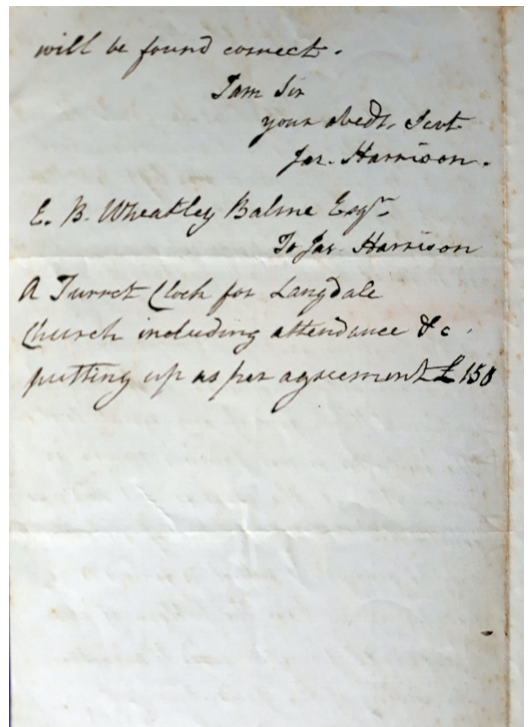 will be found correct.
I am Sir
your obedt. Servt
Jas. Harrison.
E. B. Wheatley Balme Esqr.
To Jas. Harrison
A Turret Clock for Langdale
Church including attendance &c.
putting up as per agreement £150